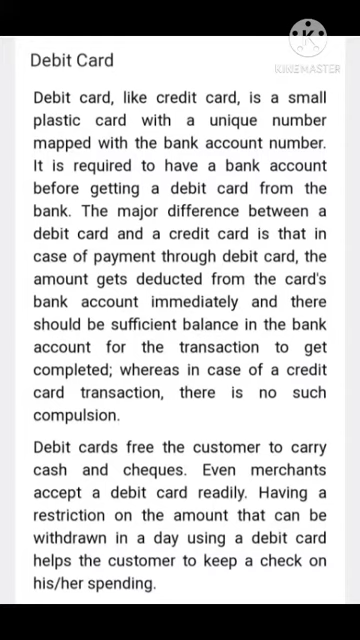 KINEMASTER
Debit Card
Debit card, like credit card, is a small
plastic card with a unique number
mapped with the bank account number.
It is required to have a bank account
before getting a debit card from the
bank. The major difference between a
debit card and a credit card is that in
case of payment through debit card, the
amount gets deducted from the card's
bank account immediately and there
should be sufficient balance in the bank
account for the transaction to get
completed; whereas in case of a credit
card transaction, there is no such
compulsion.
Debit cards free the customer to carry
cash and cheques. Even merchants
accept a debit card readily. Having a
restriction on the amount that can be
withdrawn in a day using a debit card
helps the customer to keep a check on
his/her spending.